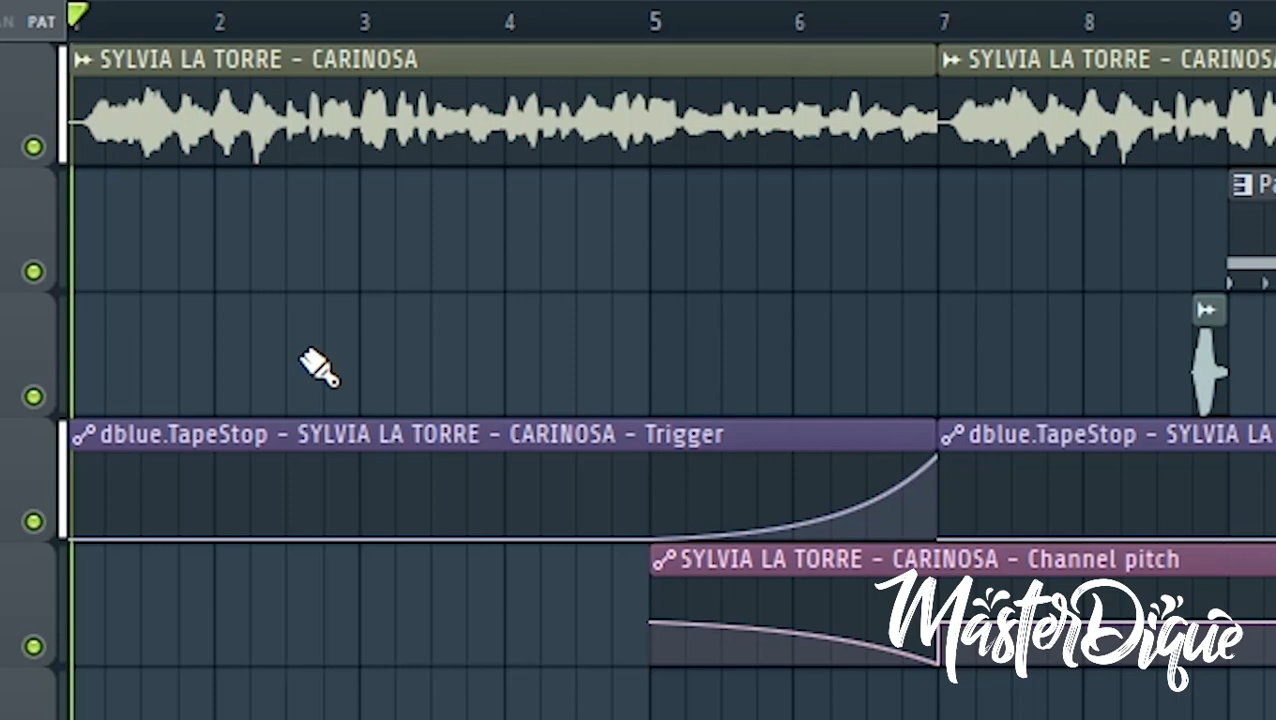 PAT
2 3 4 5 6 7 8 9
SYLVIA LA TORRE - CARINOSA
SYLVIA LA TORRE - CARINOSA
dblue.TapeStop - SYLVIA LA TORRE - CARINOSA - Trigger
dblue.TapeStop - SYLVIA LA
SYLVIA LA TORRE - CARINOSA - Channel pitch
MasterDique